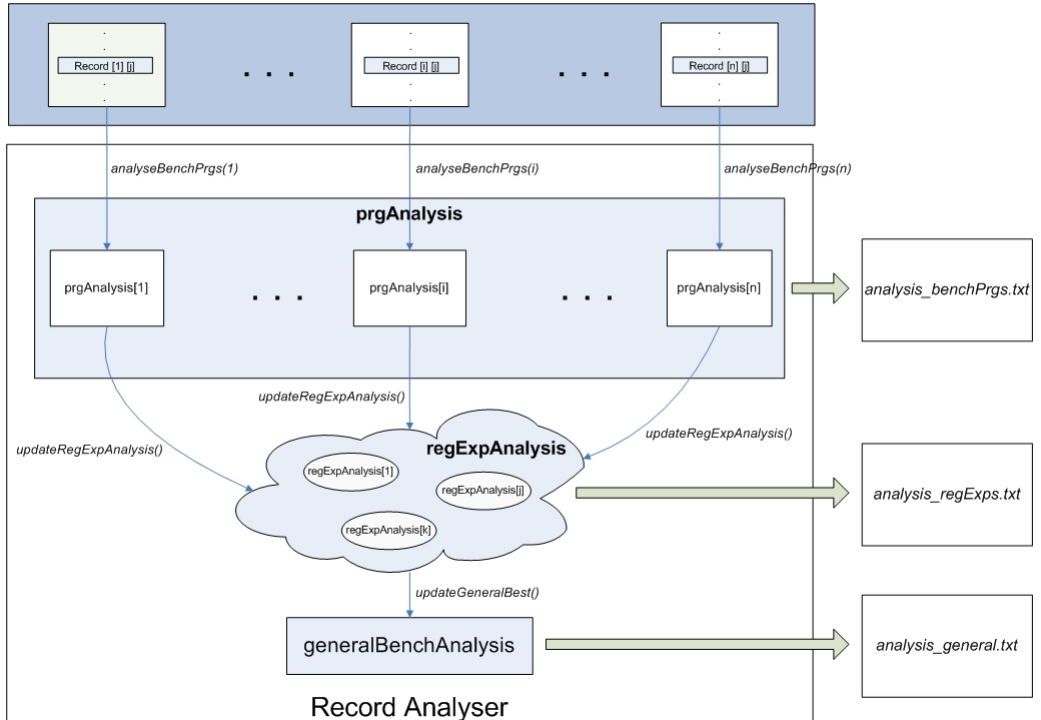 Record [1] [j]
Record [i] [j]
Record [n] [j]
analyseBenchPrgs(1)
analyseBenchPrgs(i)
analyseBenchPrgs(n)
prgAnalysis
prgAnalysis[1]
prgAnalysis[i]
prgAnalysis[n]
analysis_benchPrgs.txt
updateRegExpAnalysis()
updateRegExpAnalysis()
updateRegExpAnalysis()
regExpAnalysis
regExpAnalysis[1]
regExpAnalysis[j]
regExpAnalysis[k]
analysis_regExps.txt
updateGeneralBest()
generalBenchAnalysis
analysis_general.txt
Record Analyser